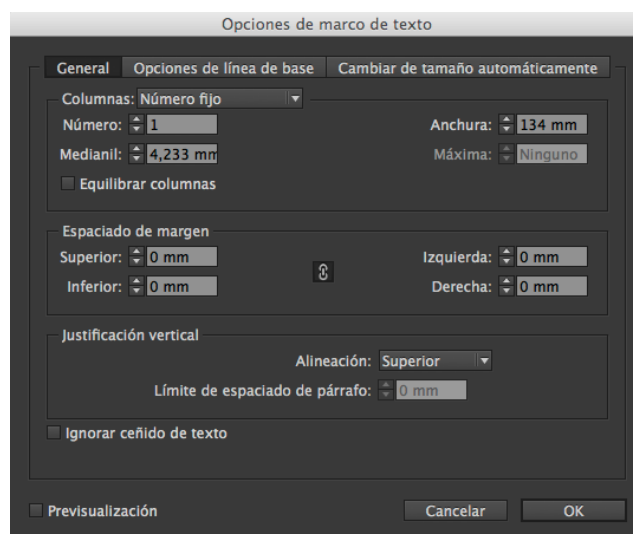 Opciones de marco de texto
General Opciones de línea de base Cambiar de tamaño automáticamente
Columnas: Número fijo
Número: 1 Anchura: 134 mm
Medianil: 4,233 mm Máxima: Ninguno
Equilibrar columnas
Espaciado de margen
Superior: 0 mm Izquierda: 0 mm
Inferior: 0 mm Derecha: 0 mm
Justificación vertical
Alineación: Superior
Límite de espaciado de párrafo: 0 mm
Ignorar ceñido de texto
Previsualización Cancelar OK